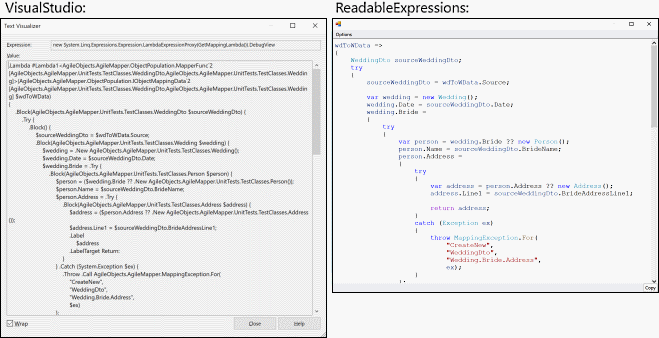 VisualStudio:
Text Visualizer
Expression: new System.Linq.Expressions.Expression.LambdaExpressionProxy(GetMappingLambda()).DebugView
Value:
.Lambda #Lambda1<AgileObjects.AgileMapper.ObjectPopulation.MapperFunc`2
[AgileObjects.AgileMapper.UnitTests.TestClasses.WeddingDto,AgileObjects.AgileMapper.UnitTests.TestClasses.Weddin
g]>(AgileObjects.AgileMapper.ObjectPopulation.IObjectMappingData`2
[AgileObjects.AgileMapper.UnitTests.TestClasses.WeddingDto,AgileObjects.AgileMapper.UnitTests.TestClasses.Weddin
g] $wdToWData)
{
.Block(AgileObjects.AgileMapper.UnitTests.TestClasses.WeddingDto $sourceWeddingDto) {
.Try {
.Block() {
$sourceWeddingDto = $wdToWData.Source;
.Block(AgileObjects.AgileMapper.UnitTests.TestClasses.Wedding $wedding) {
$wedding = .New AgileObjects.AgileMapper.UnitTests.TestClasses.Wedding();
$wedding.Date = $sourceWeddingDto.Date;
$wedding.Bride = .Try {
.Block(AgileObjects.AgileMapper.UnitTests.TestClasses.Person $person) {
$person = ($wedding.Bride ?? .New AgileObjects.AgileMapper.UnitTests.TestClasses.Person());
$person.Name = $sourceWeddingDto.BrideName;
$person.Address = .Try {
.Block(AgileObjects.AgileMapper.UnitTests.TestClasses.Address $address) {
$address = ($person.Address ?? .New AgileObjects.AgileMapper.UnitTests.TestClasses.Address
());
$address.Line1 = $sourceWeddingDto.BrideAddressLine1;
.Label
$address
.LabelTarget Return:
}
} .Catch (System.Exception $ex) {
.Throw .Call AgileObjects.AgileMapper.MappingException.For(
"CreateNew",
"WeddingDto",
"Wedding.Bride.Address",
$ex)
Wrap
Close
Help
ReadableExpressions:
Options
wdToWData =>
{
WeddingDto sourceWeddingDto;
try
{
sourceWeddingDto = wdToWData.Source;
var wedding = new Wedding();
wedding.Date = sourceWeddingDto.Date;
wedding.Bride =
{
try
{
var person = wedding.Bride ?? new Person();
person.Name = sourceWeddingDto.BrideName;
person.Address =
{
try
{
var address = person.Address ?? new Address();
address.Line1 = sourceWeddingDto.BrideAddressLine1;
return address;
}
catch (Exception ex)
{
throw MappingException.For(
"CreateNew",
"WeddingDto",
"Wedding.Bride.Address",
ex);
}
Copy